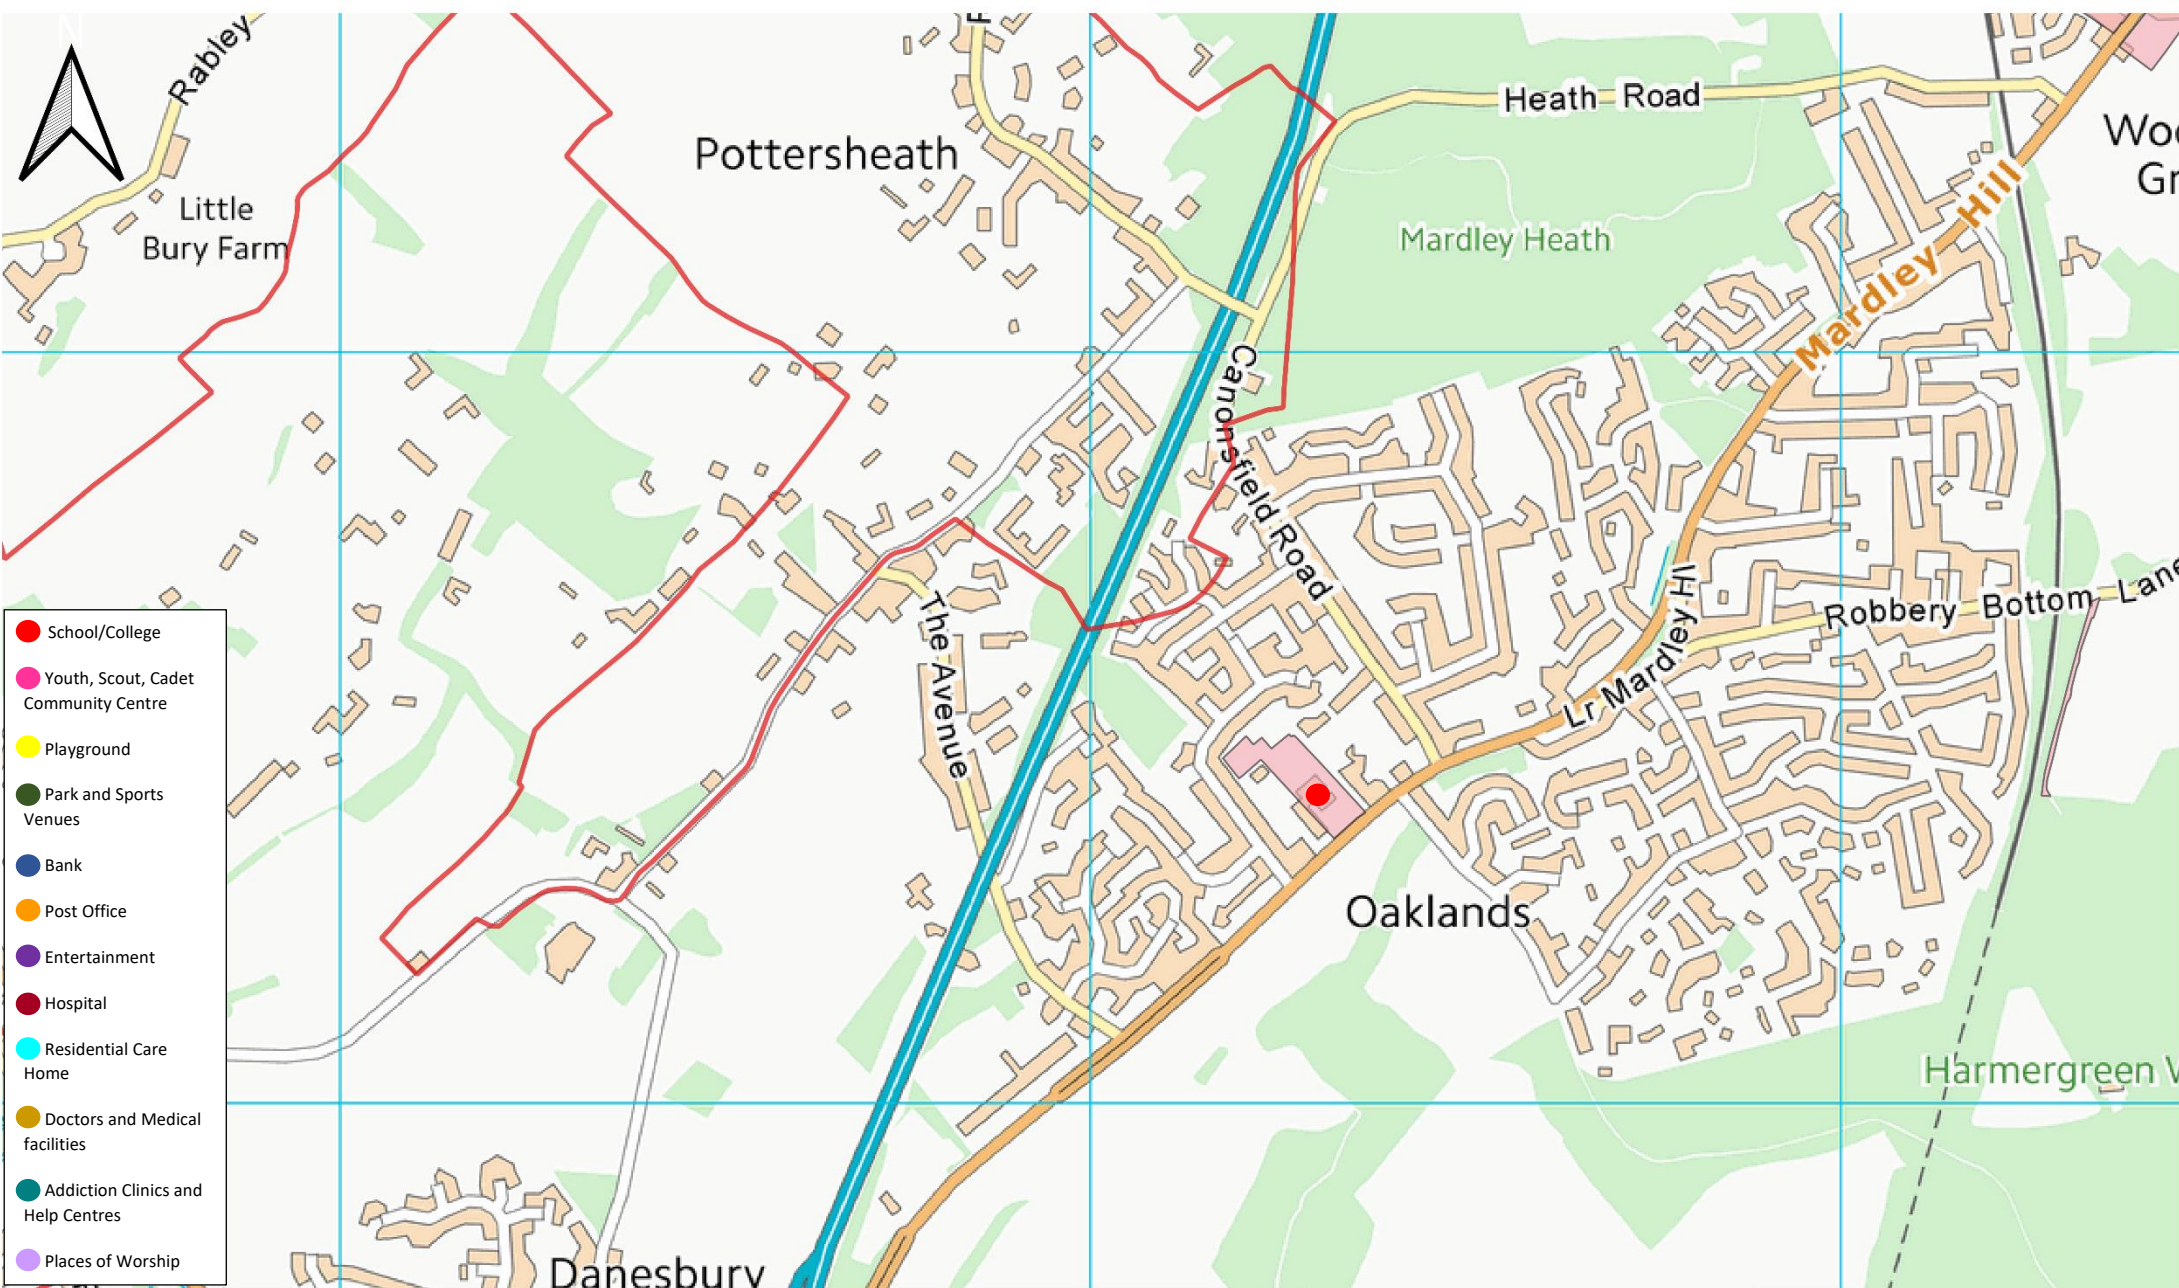 N
Rabley
Heath Road
Pottersheath
Little
Bury Farm
Mardley Heath
Mardley Hill
Canonsfield Road
The Avenue
Lr Mardley Hl
Robbery Bottom Lane
Oaklands
Harmergreen
Danesbury
School/College
Youth, Scout, Cadet
Community Centre
Playground
Park and Sports
Venues
Bank
Post Office
Entertainment
Hospital
Residential Care
Home
Doctors and Medical
facilities
Addiction Clinics and
Help Centres
Places of Worship